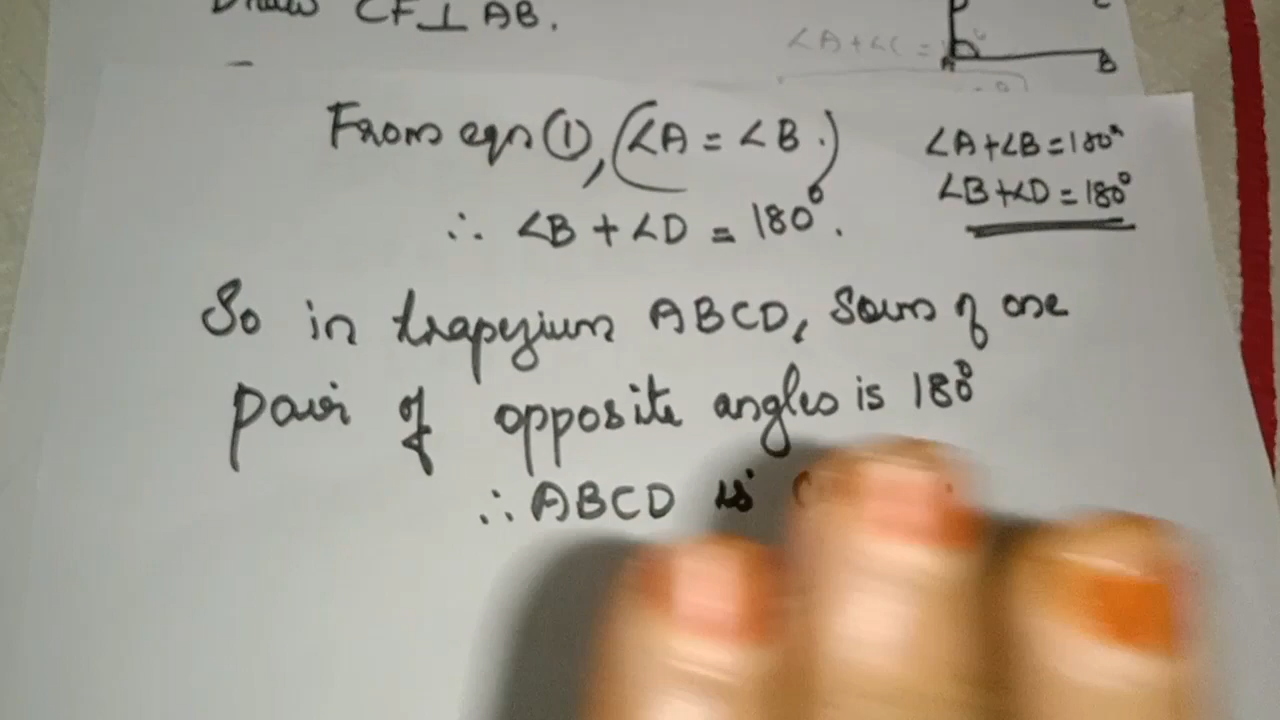 Draw CF⊥AB.
∠A+∠C =
A
B
From eqn (1), (∠A = ∠B.)
∠A+∠B=180°
∠B+∠D=180°
∴ ∠B + ∠D = 180°.
So in trapezium ABCD, Sum of one
pair of opposite angles is 180°
∴ ABCD is